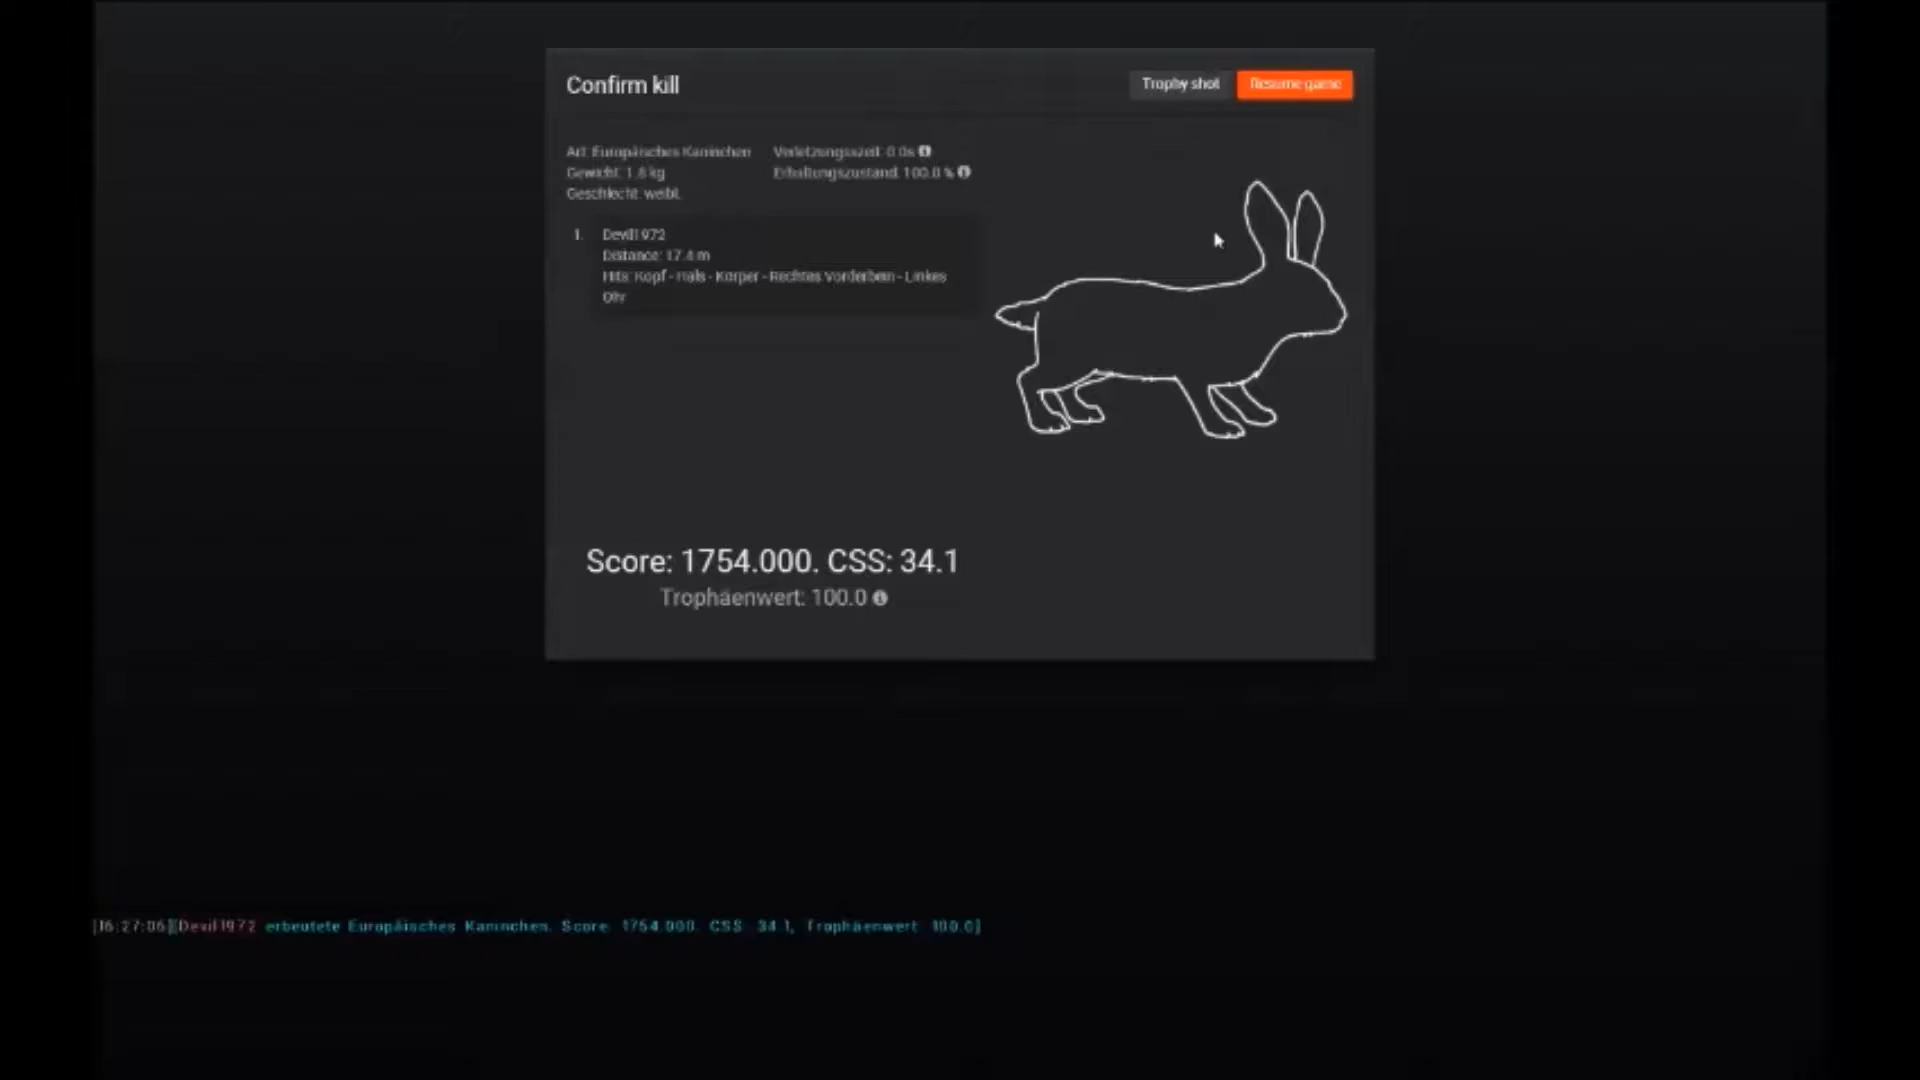 Confirm kill
Trophy shot
Resume game
Art: Europäisches Kaninchen
Verletzungszeit: 0.0s
Gewicht: 1.8 kg
Erhaltungszustand: 100.0 %
Geschlecht: weibl.
1. Devil1972
Distance: 17.4 m
Hits: Kopf - Hals - Körper - Rechtes Vorderbein - Linkes
Ohr
Score: 1754.000. CSS: 34.1
Trophäenwert: 100.0
[16:27:06][Devil1972 erbeutete Europäisches Kaninchen. Score: 1754.000. CSS: 34.1, Trophäenwert: 100.0]